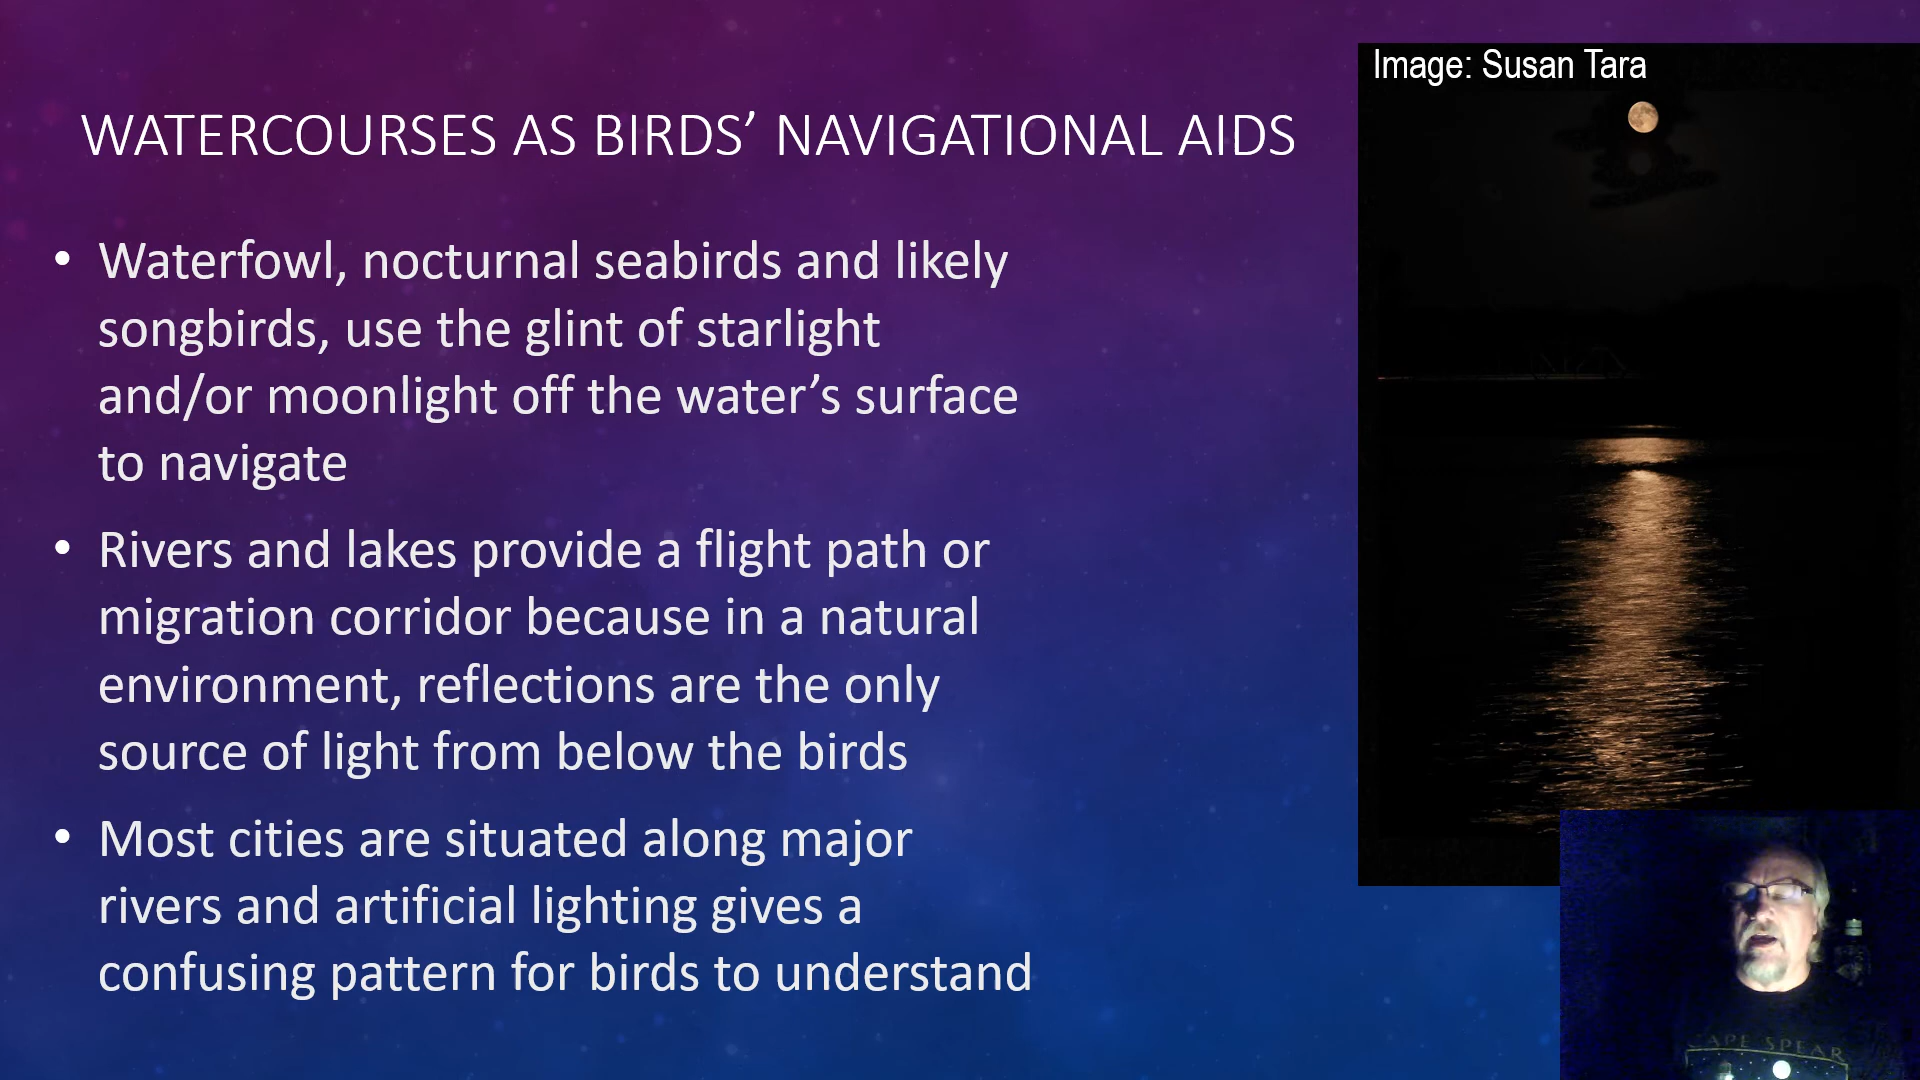 Image: Susan Tara
WATERCOURSES AS BIRDS’ NAVIGATIONAL AIDS
• Waterfowl, nocturnal seabirds and likely
songbirds, use the glint of starlight
and/or moonlight off the water’s surface
to navigate
• Rivers and lakes provide a flight path or
migration corridor because in a natural
environment, reflections are the only
source of light from below the birds
• Most cities are situated along major
rivers and artificial lighting gives a
confusing pattern for birds to understand
APE SPEAR